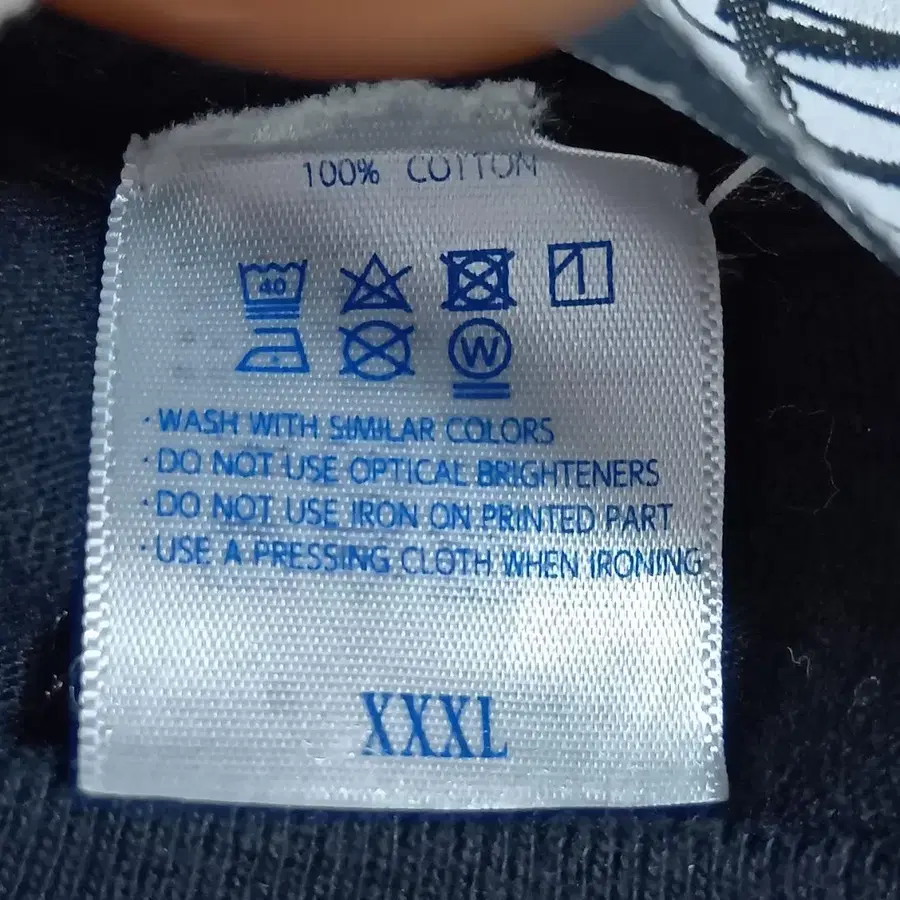 100% COTTON
40
W
· WASH WITH SIMILAR COLORS
· DO NOT USE OPTICAL BRIGHTENERS
· DO NOT USE IRON ON PRINTED PART
· USE A PRESSING CLOTH WHEN IRONING
XXXL